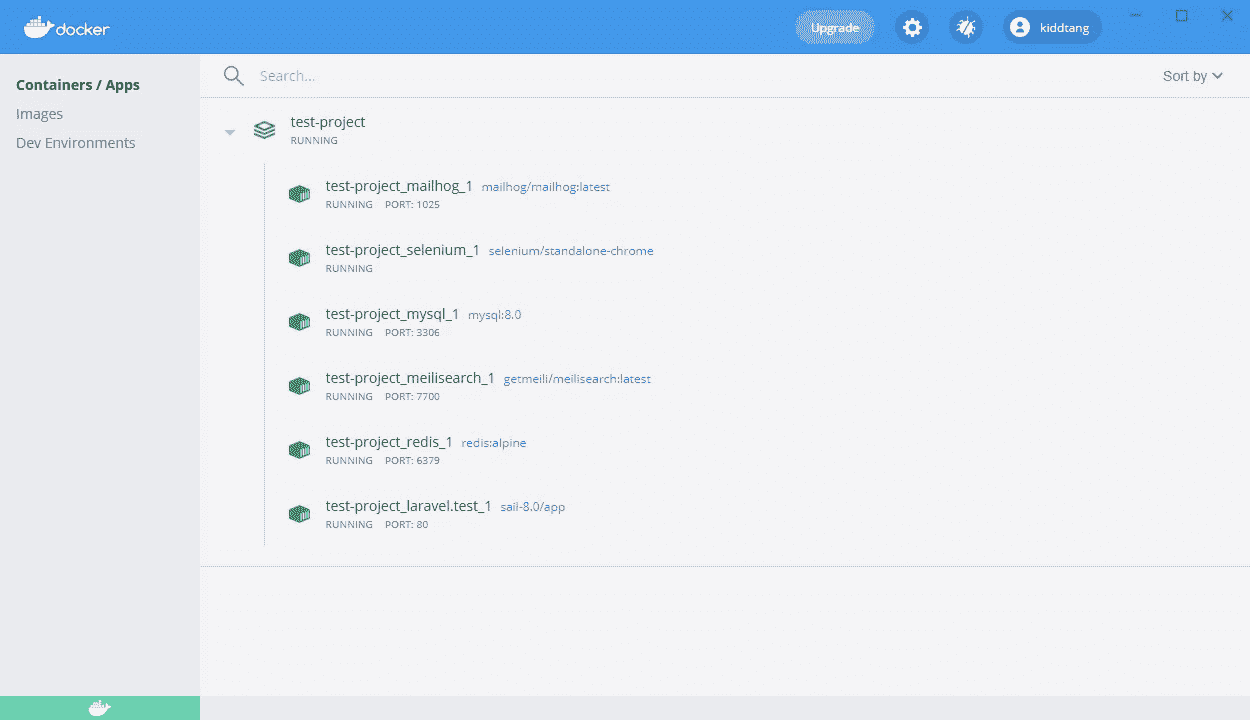 docker
Upgrade
kiddtang
Containers / Apps
Images
Dev Environments
Search...
Sort by
test-project
RUNNING
test-project_mailhog_1 mailhog/mailhog:latest
RUNNING PORT: 1025
test-project_selenium_1 selenium/standalone-chrome
RUNNING
test-project_mysql_1 mysql:8.0
RUNNING PORT: 3306
test-project_meilisearch_1 getmeili/meilisearch:latest
RUNNING PORT: 7700
test-project_redis_1 redis:alpine
RUNNING PORT: 6379
test-project_laravel.test_1 sail-8.0/app
RUNNING PORT: 80